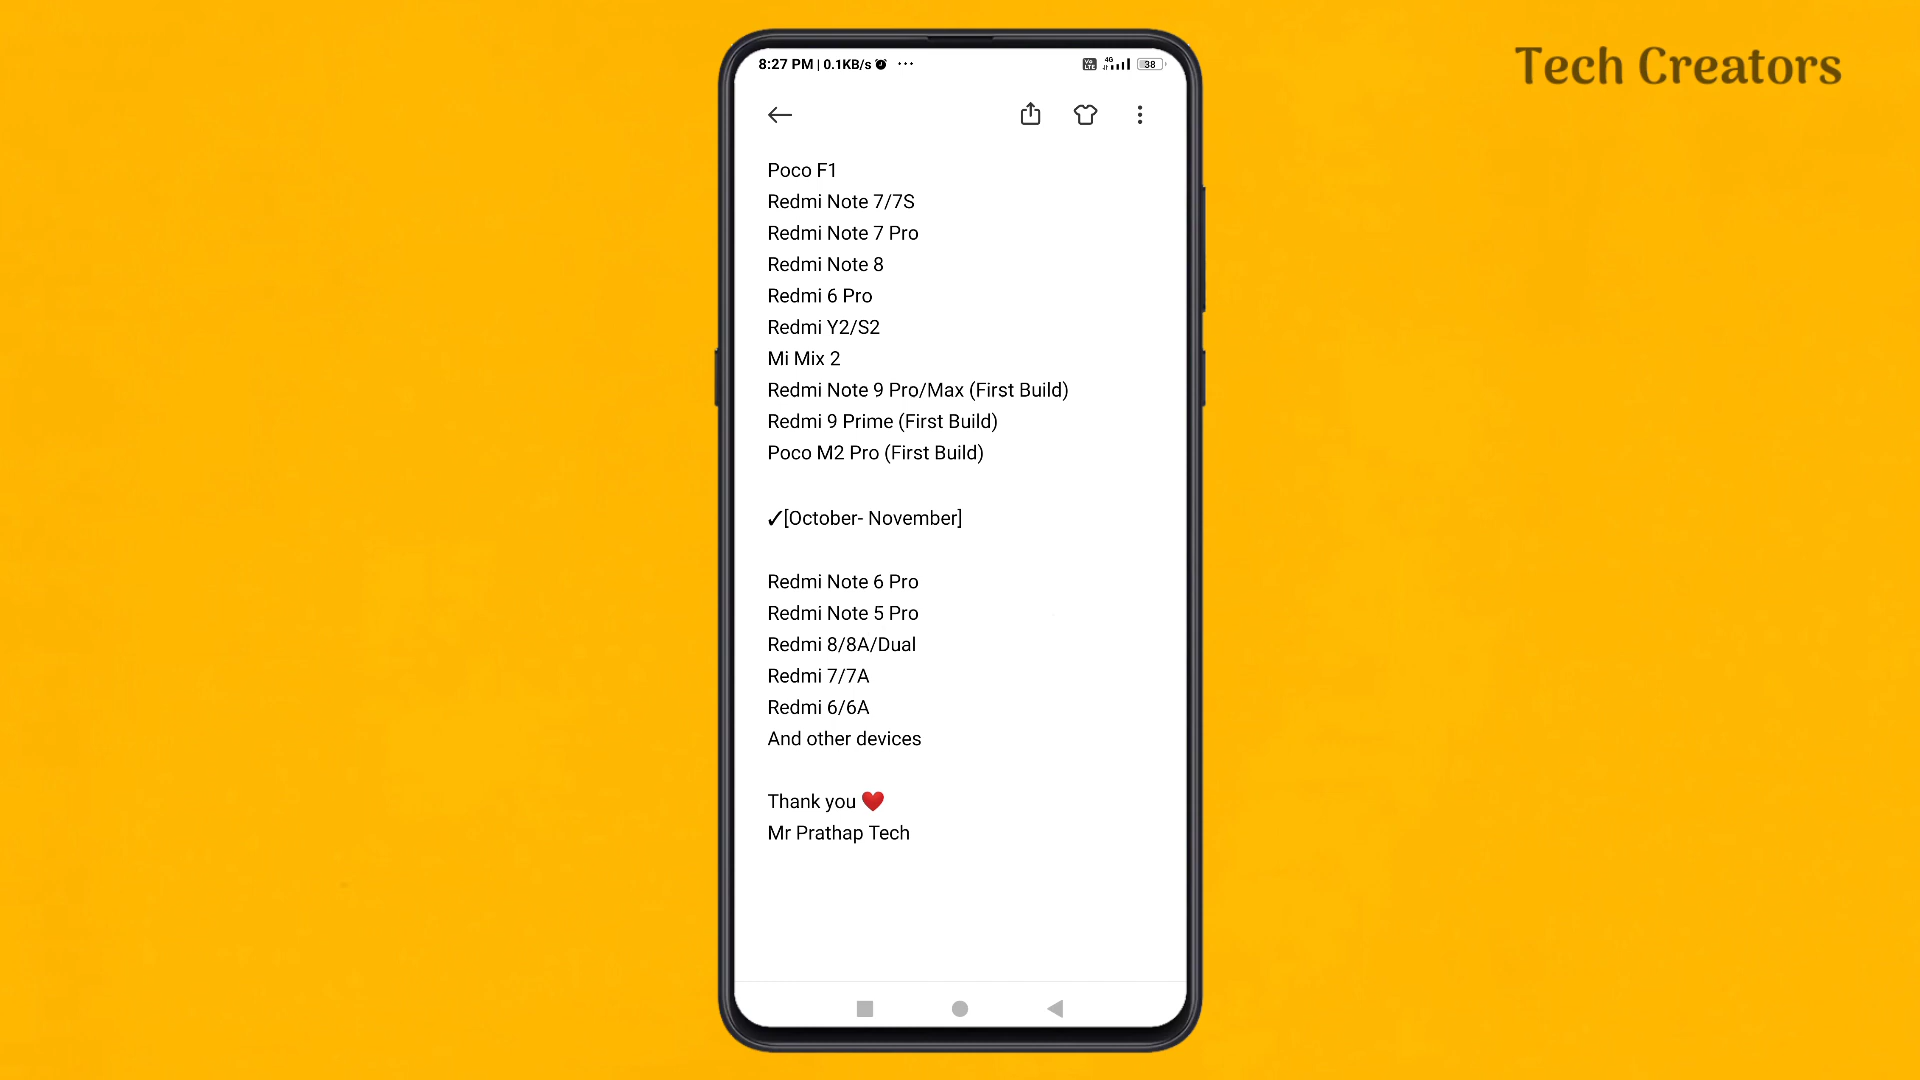 Tech Creators
8:27 PM | 0.1KB/s ...
4G 38
Poco F1
Redmi Note 7/7S
Redmi Note 7 Pro
Redmi Note 8
Redmi 6 Pro
Redmi Y2/S2
Mi Mix 2
Redmi Note 9 Pro/Max (First Build)
Redmi 9 Prime (First Build)
Poco M2 Pro (First Build)
✓[October- November]
Redmi Note 6 Pro
Redmi Note 5 Pro
Redmi 8/8A/Dual
Redmi 7/7A
Redmi 6/6A
And other devices
Thank you ❤️
Mr Prathap Tech